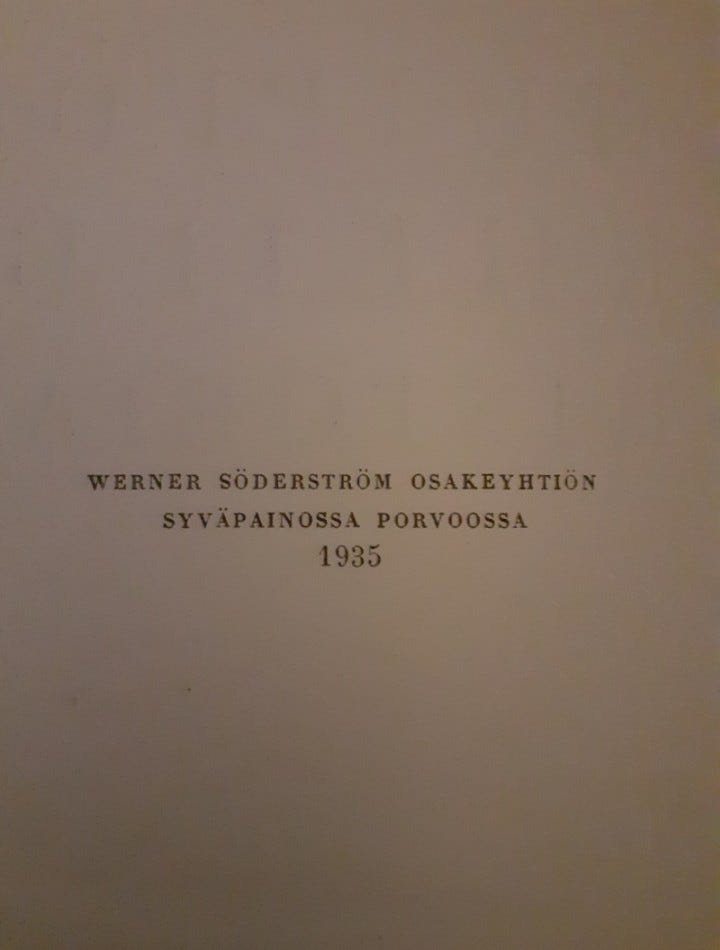 WERNER SÖDERSTRÖM OSAKEYHTIÖN
SYVÄPAINOSSA PORVOOSSA
1935